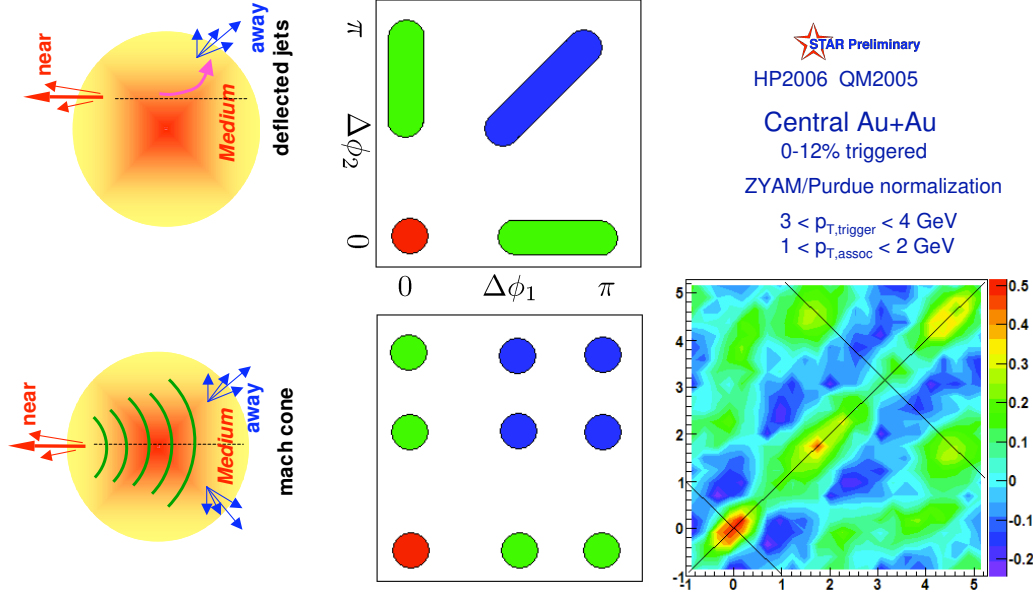 near
away
Medium
deflected jets
π
Δϕ₂
0
0
Δϕ₁
π
STAR Preliminary
HP2006 QM2005
Central Au+Au
0-12% triggered
ZYAM/Purdue normalization
3 < p_T,trigger < 4 GeV
1 < p_T,assoc < 2 GeV
near
away
Medium
mach cone
5
4
3
2
1
0
-1
-1
0
1
2
3
4
5
0.5
0.4
0.3
0.2
0.1
0
-0.1
-0.2